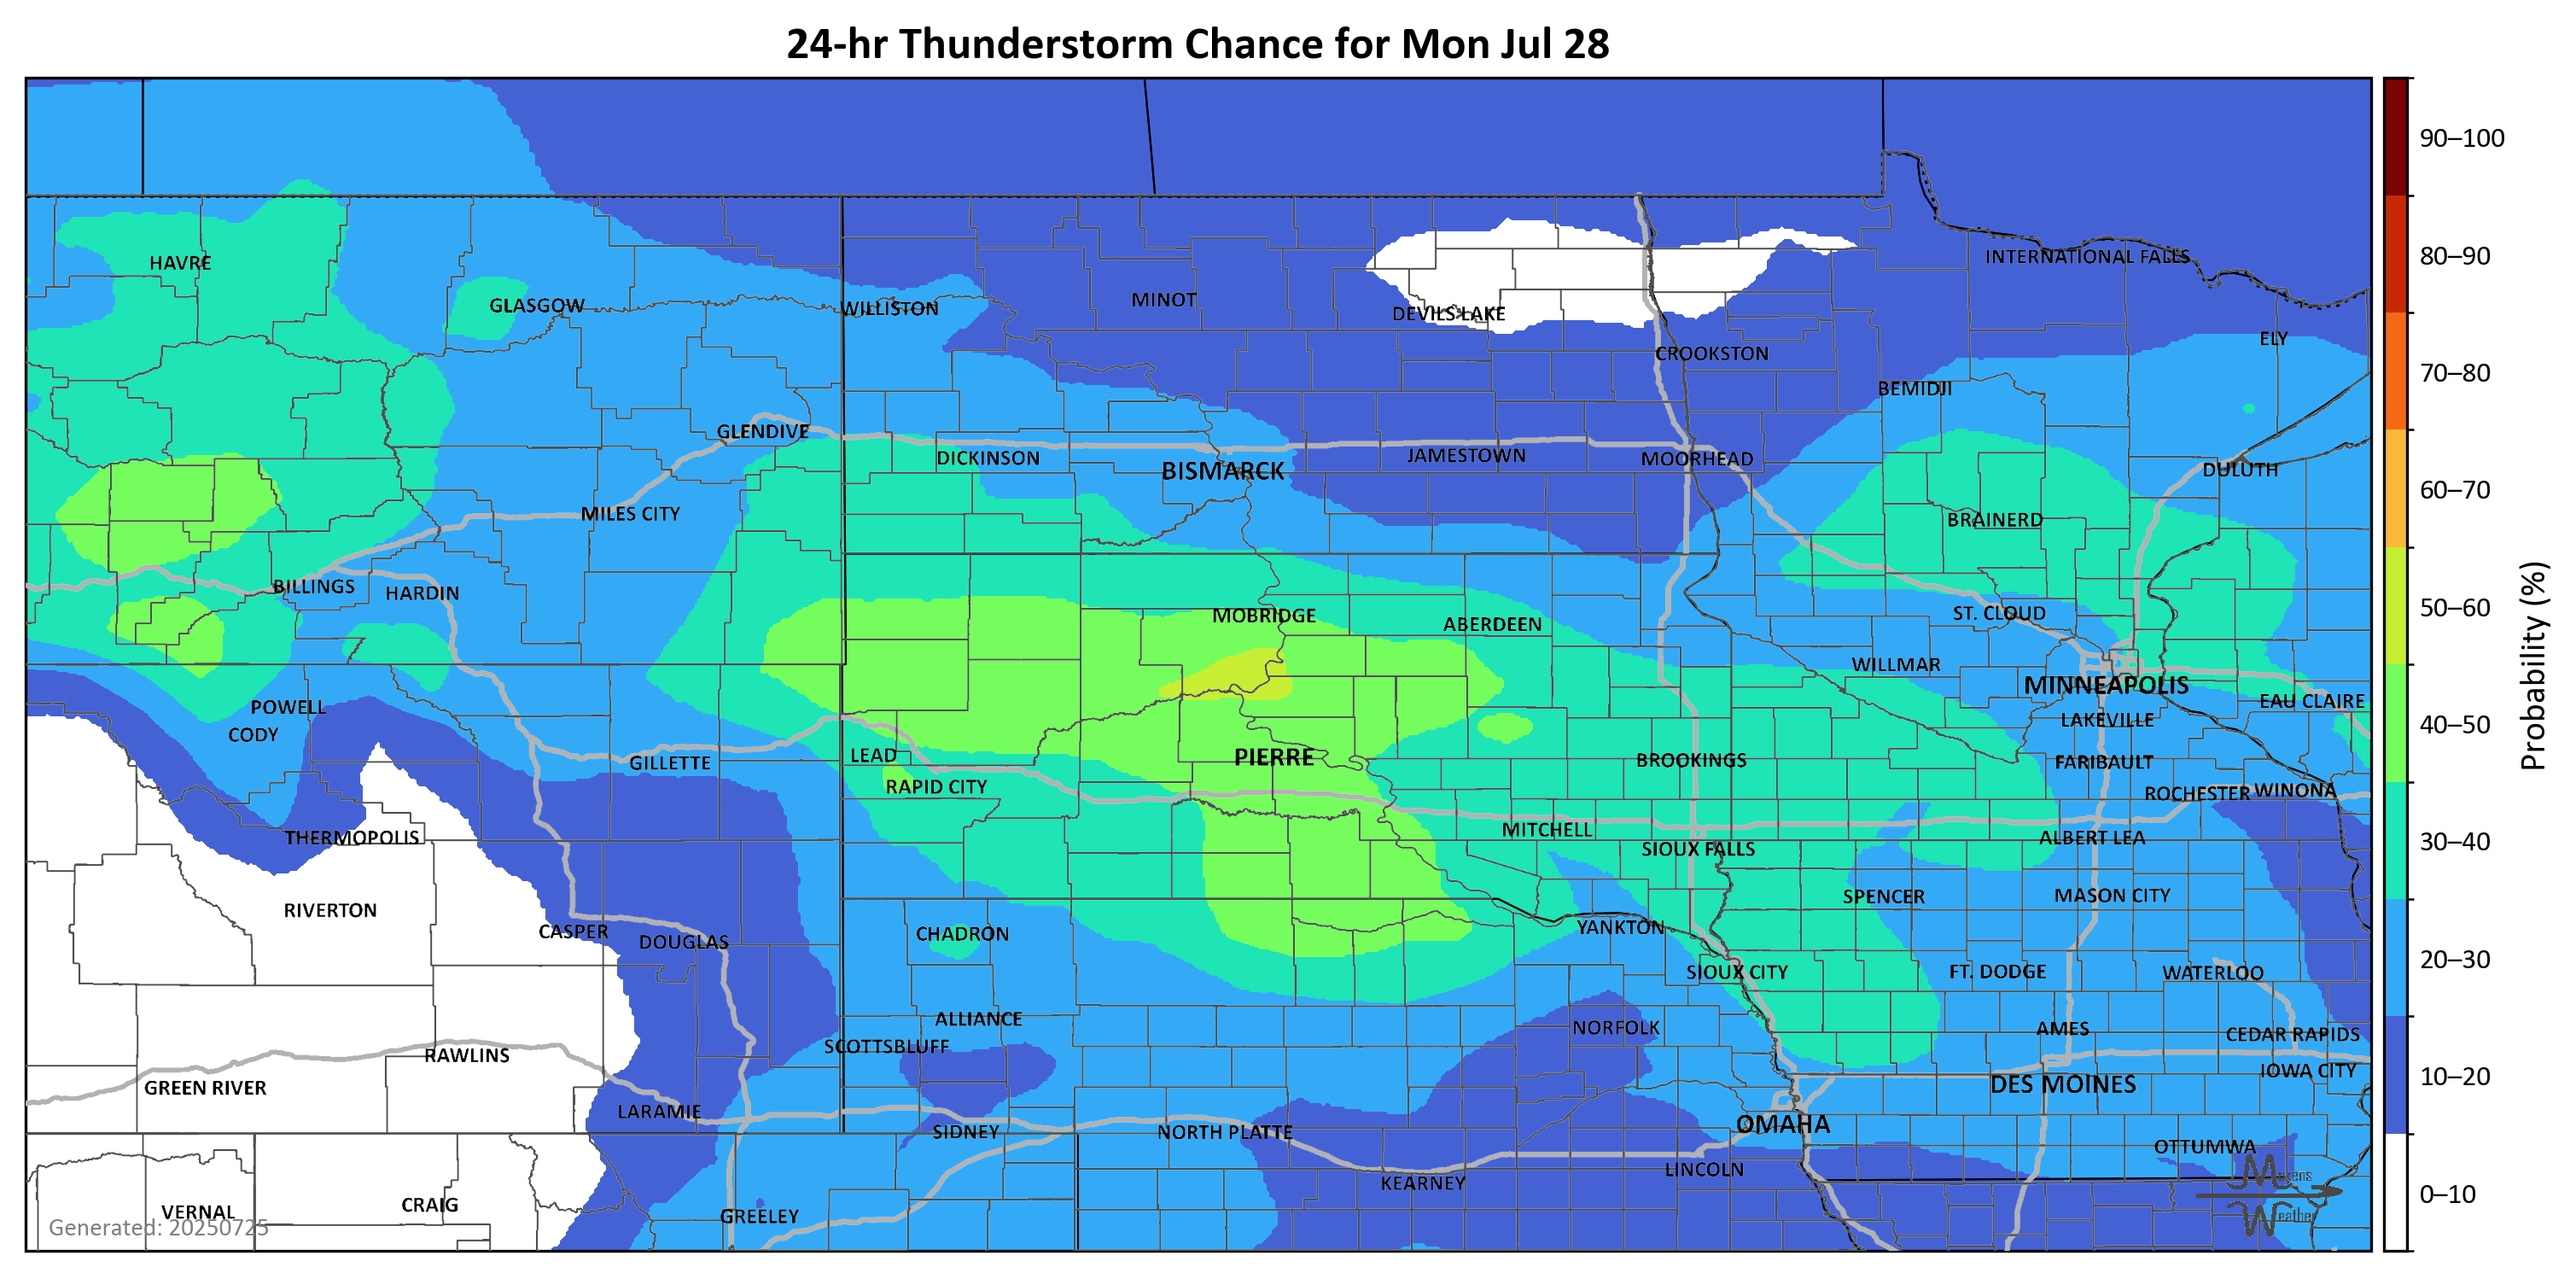 24-hr Thunderstorm Chance for Mon Jul 28
90–100
INTERNATIONAL FALLS
80–90
HAVRE
MINOT
GLASGOW
WILLISTON
DEVILS LAKE
ELY
CROOKSTON
70–80
BEMIDJI
GLENDIVE
DICKINSON
JAMESTOWN
MOORHEAD
BISMARCK
DULUTH
60–70
MILES CITY
BRAINERD
BILLINGS
HARDIN
50–60
MOBRIDGE
ABERDEEN
ST. CLOUD
WILLMAR
Probability (%)
MINNEAPOLIS
EAU CLAIRE
POWELL
LAKEVILLE
40–50
CODY
LEAD
PIERRE
BROOKINGS
FARIBAULT
GILLETTE
RAPID CITY
ROCHESTER
WINONA
THERMOPOLIS
MITCHELL
ALBERT LEA
30–40
SIOUX FALLS
SPENCER
MASON CITY
RIVERTON
CASPER
DOUGLAS
CHADRON
YANKTON
20–30
SIOUX CITY
FT. DODGE
WATERLOO
ALLIANCE
NORFOLK
AMES
CEDAR RAPIDS
SCOTTSBLUFF
RAWLINS
GREEN RIVER
IOWA CITY
10–20
DES MOINES
LARAMIE
OMAHA
SIDNEY
NORTH PLATTE
OTTUMWA
LINCOLN
KEARNEY
0–10
CRAIG
VERNAL
GREELEY
Weather
Generated: 20250725